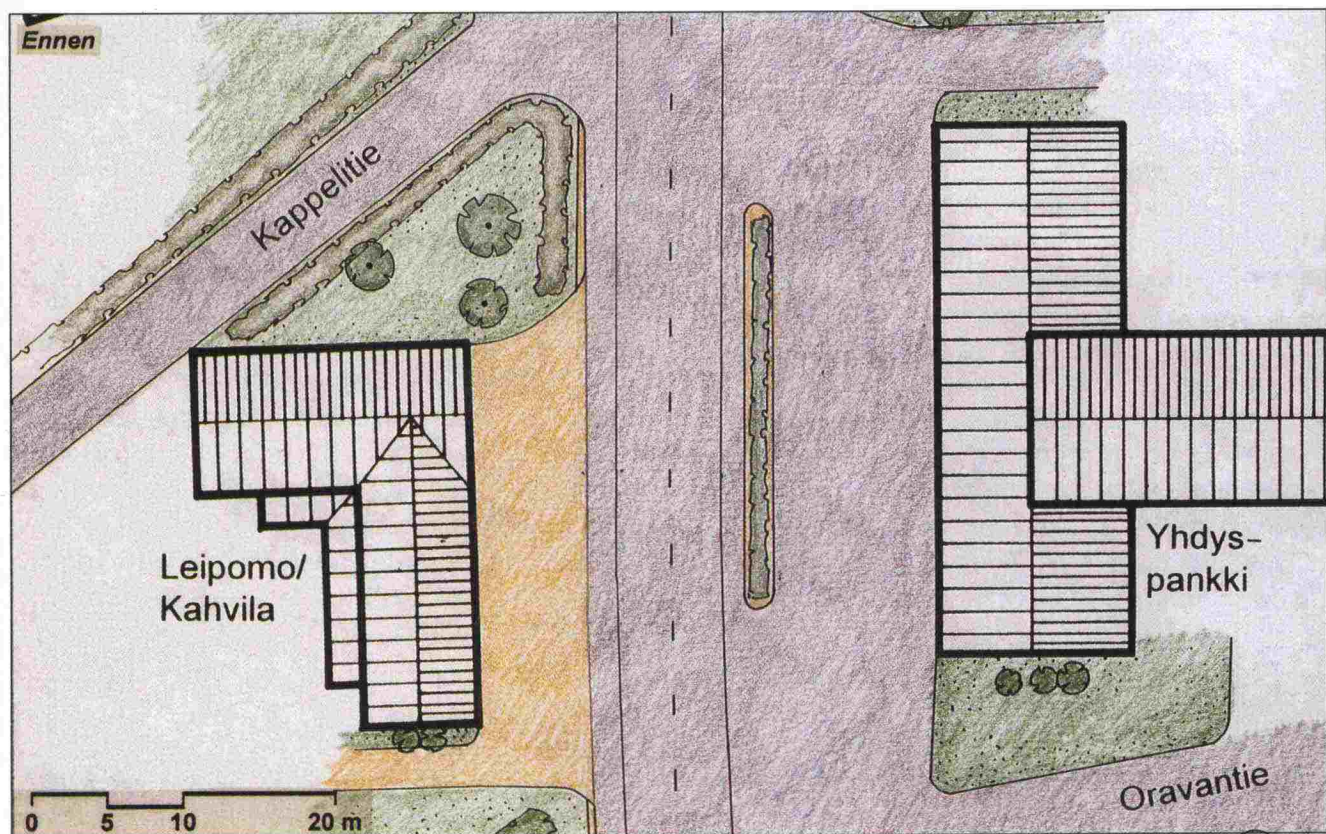 Ennen
Kappelitie
Leipomo/
Kahvila
Yhdys-
pankki
Oravantie
0 5 10 20 m